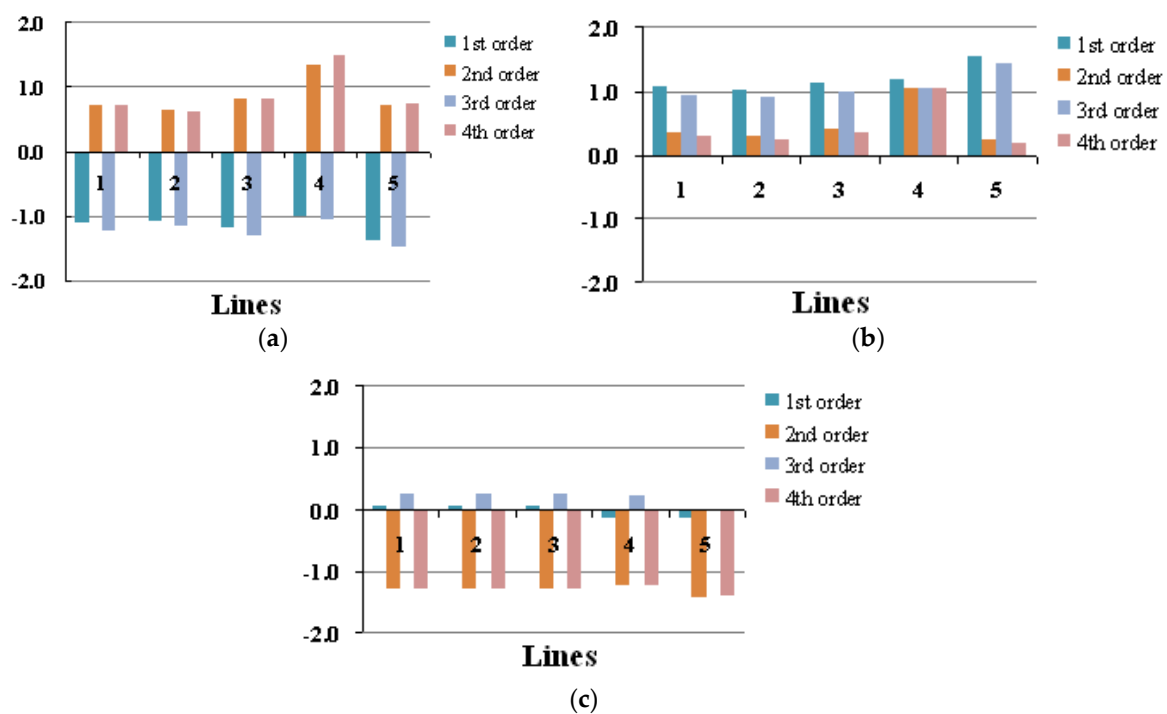 2.0
1.0
0.0
-1.0
-2.0
1 2 3 4 5
Lines
1st order
2nd order
3rd order
4th order
(a)
2.0
1.0
0.0
-1.0
-2.0
1 2 3 4 5
Lines
1st order
2nd order
3rd order
4th order
(b)
2.0
1.0
0.0
-1.0
-2.0
1 2 3 4 5
Lines
1st order
2nd order
3rd order
4th order
(c)